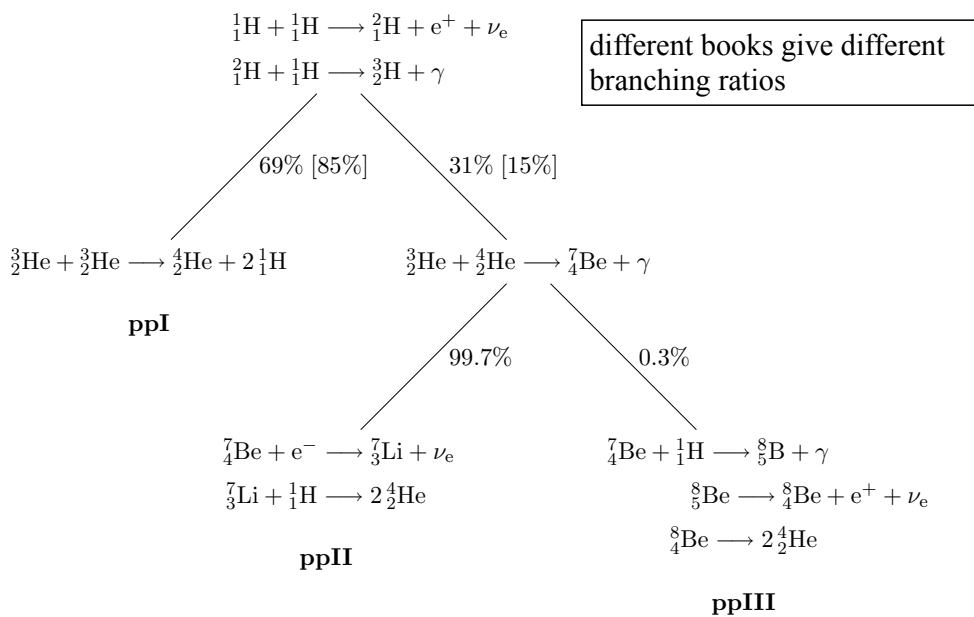 ¹₁H + ¹₁H ⟶ ²₁H + e⁺ + νₑ
²₁H + ¹₁H ⟶ ³₂H + γ
different books give different
branching ratios
69% [85%]
31% [15%]
³₂He + ³₂He ⟶ ⁴₂He + 2 ¹₁H
ppI
³₂He + ⁴₂He ⟶ ⁷₄Be + γ
99.7%
0.3%
⁷₄Be + e⁻ ⟶ ⁷₃Li + νₑ
⁷₃Li + ¹₁H ⟶ 2 ⁴₂He
ppII
⁷₄Be + ¹₁H ⟶ ⁸₅B + γ
⁸₅Be ⟶ ⁸₄Be + e⁺ + νₑ
⁸₄Be ⟶ 2 ⁴₂He
ppIII